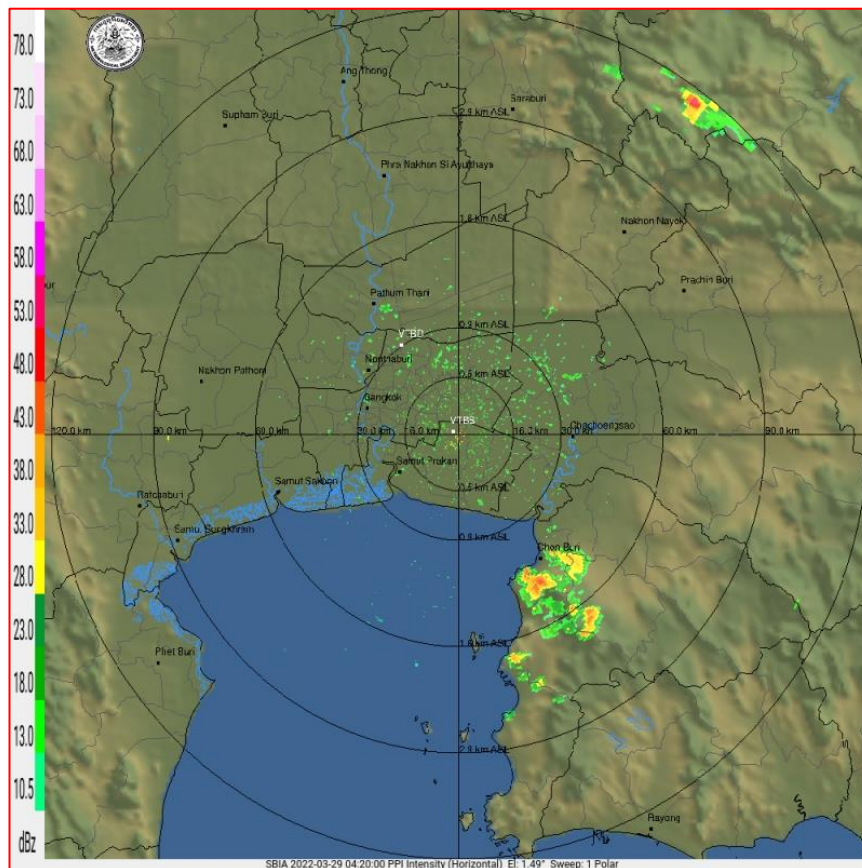 78.0
73.0
68.0
63.0
58.0
53.0
48.0
43.0
38.0
33.0
28.0
23.0
18.0
13.0
10.5
dBz
Ang Thong
Saraburi
Supham Buri
2.9 km ASL
Phra Nakhon Si Ayutthaya
1.8 km ASL
Nakhon Nayok
Prachin Buri
Pathum Thani
0.9 km ASL
VTBD
Nonthaburi
0.5 km ASL
Nakhon Pathom
Bangkok
VTBS
120.0 km
90.0 km
60.0 km
30.0 km
16.0 km
16.0 km
30.0 km
60.0 km
90.0 km
Chachoengsao
Samut Prakan
0.5 km ASL
Samut Sakhon
Ratchaburi
Samut Songkhram
0.9 km ASL
Chon Buri
1.8 km ASL
Phet Buri
2.9 km ASL
Rayong
SBIA 2022-03-29 04:20:00 PPI Intensity (Horizontal) El: 1.49° Sweep: 1 Polar